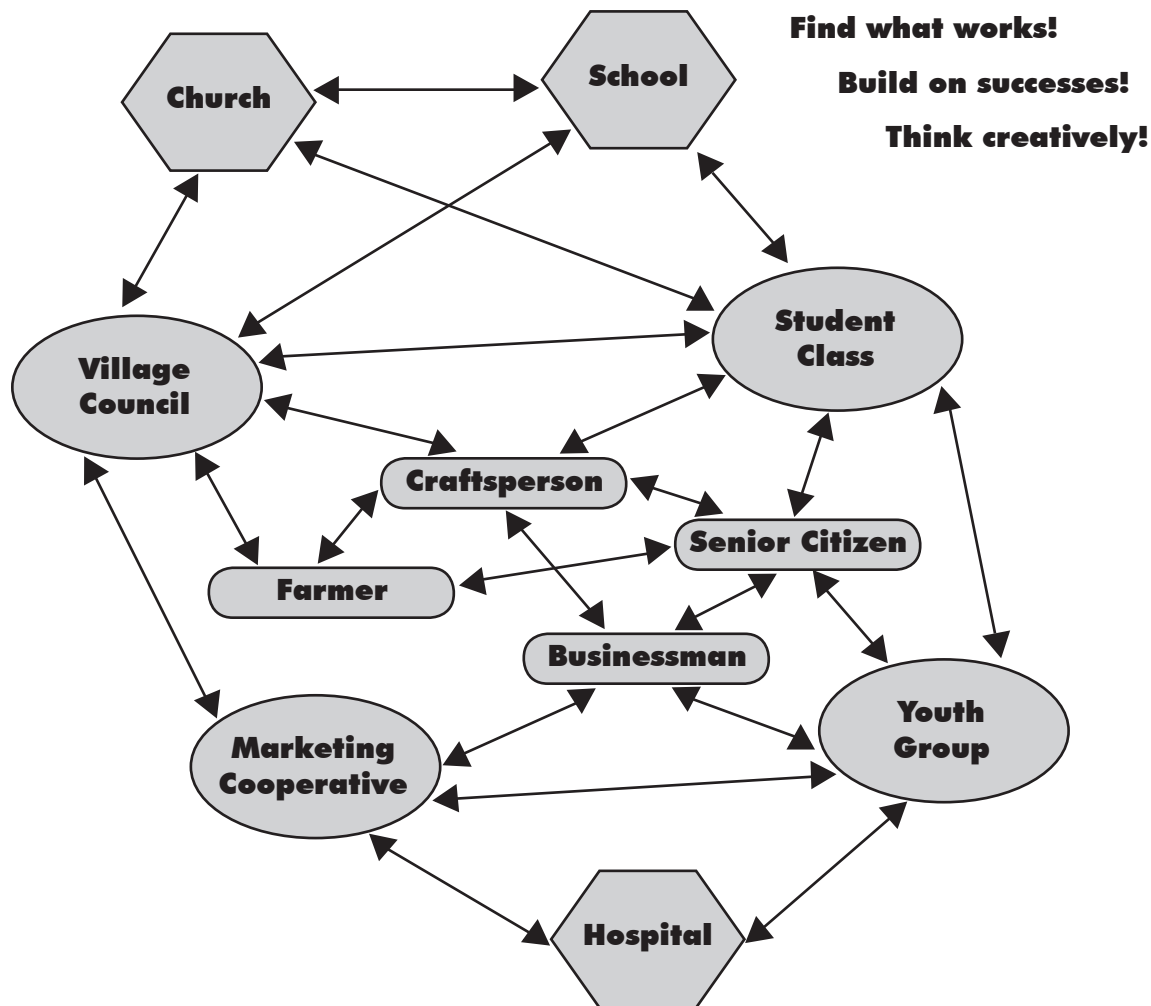 Find what works!
Build on successes!
Think creatively!
Church
School
Student
Class
Village
Council
Craftsperson
Senior Citizen
Farmer
Businessman
Youth
Group
Marketing
Cooperative
Hospital